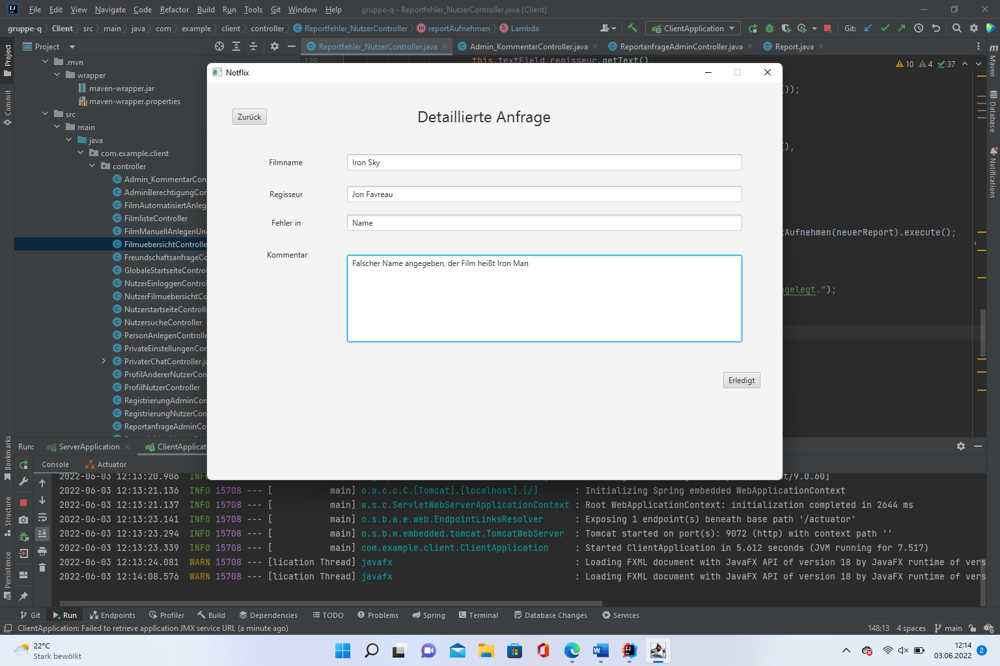 File Edit View Navigate Code Refactor Build Run Tools Git Window Help gruppe-q - Reportfehler_NutzerController.java [Client]
gruppe-q Client src main java com example client controller Reportfehler_NutzerController reportAufnehmen Lambda ClientApplication Git:
Project Reportfehler_NutzerController.java Admin_KommentarController.java ReportanfrageAdminController.java Report.java
129 this.textField_regisseur.getText(),
10 4 37
.mvn
wrapper
maven-wrapper.jar
maven-wrapper.properties
src
main
java
com.example.client
controller
Admin_KommentarCont
AdminBerechtigungCor
FilmAutomatisiertAnleg
FilmlisteController
FilmManuellAnlegenUn
FilmuebersichtControlle
FreundschaftsanfrageCo
GlobaleStartseiteContro
NutzerEinloggenContro
NutzerFilmuebersichtCo
NutzerstartseiteControll
NutzersucheController
PersonAnlegenControlle
PrivateEinstellungenCor
PrivaterChatController.ja
ProfilAndererNutzerCon
ProfilNutzerController
RegistrierungAdminCon
RegistrierungNutzerCon
ReportanfrageAdminCo
());
(),
tAufnehmen(neuerReport).execute();
ngelegt.");
Notflix
Zurück
Detaillierte Anfrage
Filmname Iron Sky
Regisseur Jon Favreau
Fehler in Name
Kommentar
Falscher Name angegeben, der Film heißt Iron Man
Erledigt
Project
Commit
Bookmarks
Structure
Persistence
Maven
Database
Notifications
Run: ServerApplication ClientApplicat
Console Actuator
2022-06-03 12:13:20.906 INFO t/9.0.60]
2022-06-03 12:13:21.136 INFO 15708 --- [ main] o.a.c.c.C.[Tomcat].[localhost].[/] : Initializing Spring embedded WebApplicationContext
2022-06-03 12:13:21.137 INFO 15708 --- [ main] w.s.c.ServletWebServerApplicationContext : Root WebApplicationContext: initialization completed in 2644 ms
2022-06-03 12:13:23.141 INFO 15708 --- [ main] o.s.b.a.e.web.EndpointLinksResolver : Exposing 1 endpoint(s) beneath base path '/actuator'
2022-06-03 12:13:23.294 INFO 15708 --- [ main] o.s.b.w.embedded.tomcat.TomcatWebServer : Tomcat started on port(s): 9072 (http) with context path ''
2022-06-03 12:13:23.339 INFO 15708 --- [ main] com.example.client.ClientApplication : Started ClientApplication in 5.612 seconds (JVM running for 7.517)
2022-06-03 12:13:24.081 WARN 15708 --- [lication Thread] javafx : Loading FXML document with JavaFX API of version 18 by JavaFX runtime of vers
2022-06-03 12:14:08.576 WARN 15708 --- [lication Thread] javafx : Loading FXML document with JavaFX API of version 18 by JavaFX runtime of vers
Git Run Endpoints Profiler Build Dependencies TODO Problems Spring Terminal Database Changes Services
ClientApplication: Failed to retrieve application JMX service URL (a minute ago) 148:13 4 spaces main
22°C
Stark bewölkt
12:14
03.06.2022 2